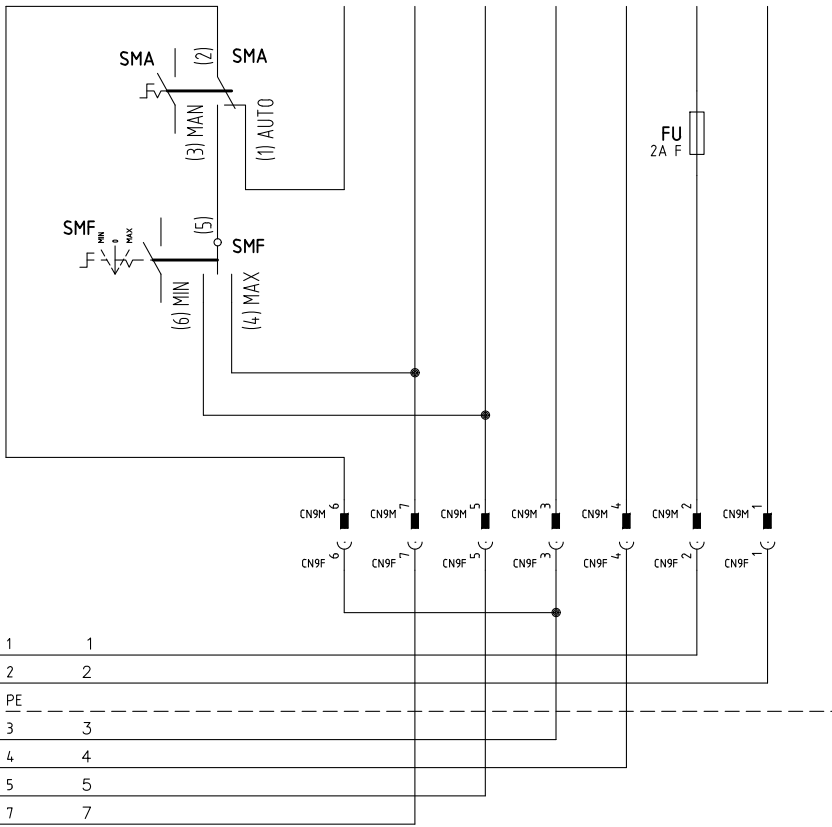 SMA
(2)
SMA
(3) MAN
(1) AUTO
FU
2A F
SMF
MIN
0
MAX
(5)
SMF
(6) MIN
(4) MAX
CN9M 6
CN9M 7
CN9M 5
CN9M 3
CN9M 4
CN9M 2
CN9M 1
CN9F 6
CN9F 7
CN9F 5
CN9F 3
CN9F 4
CN9F 2
CN9F 1
1 1
2 2
PE
3 3
4 4
5 5
7 7